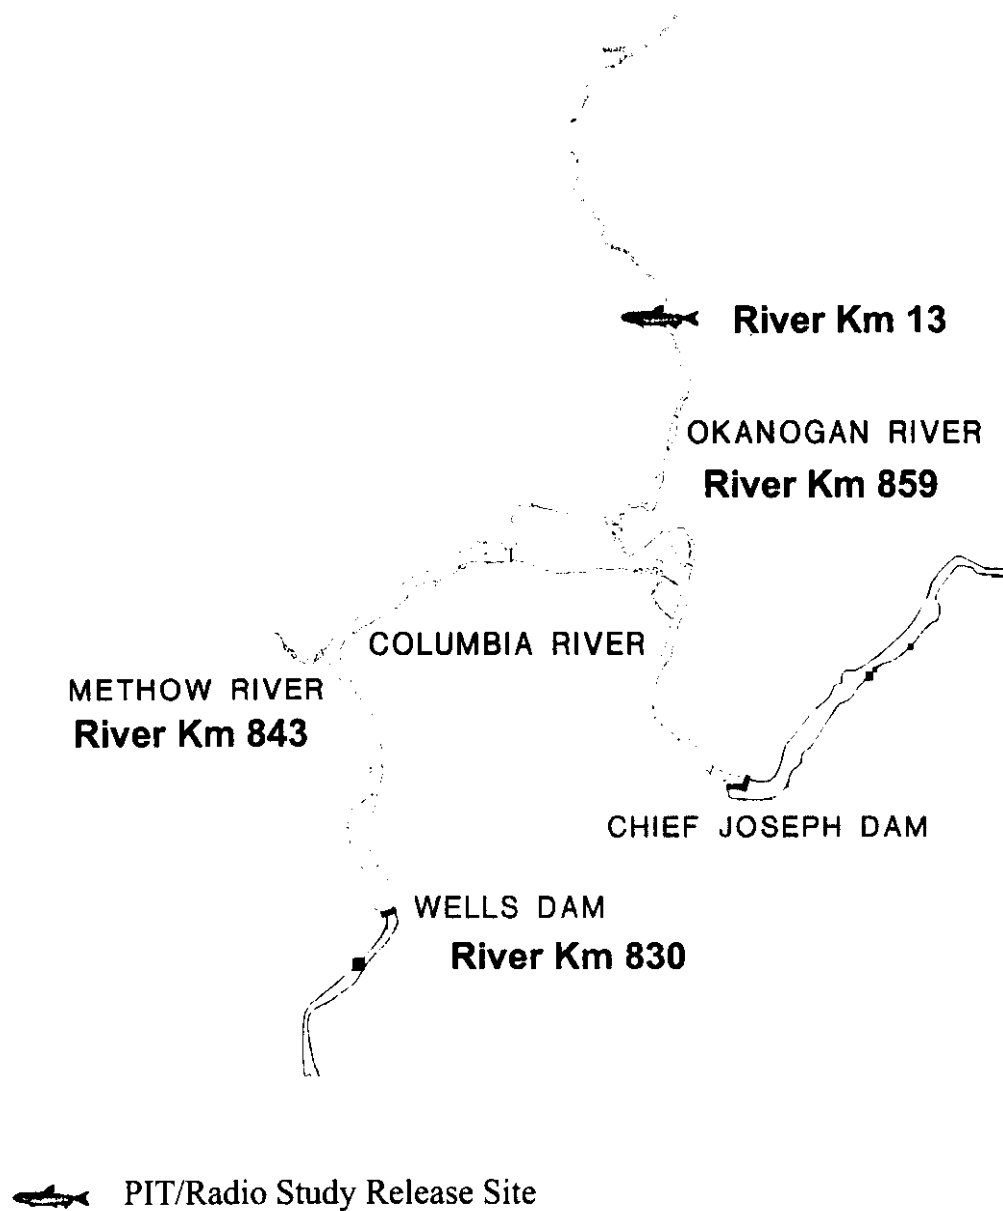 River Km 13
OKANOGAN RIVER
River Km 859
COLUMBIA RIVER
METHOW RIVER
River Km 843
CHIEF JOSEPH DAM
WELLS DAM
River Km 830
PIT/Radio Study Release Site